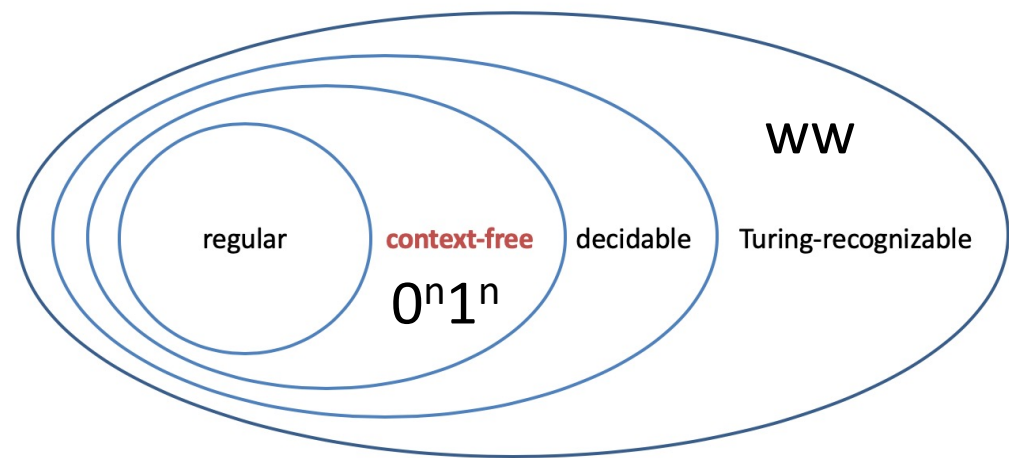 ww
regular context-free decidable Turing-recognizable
0ⁿ1ⁿ